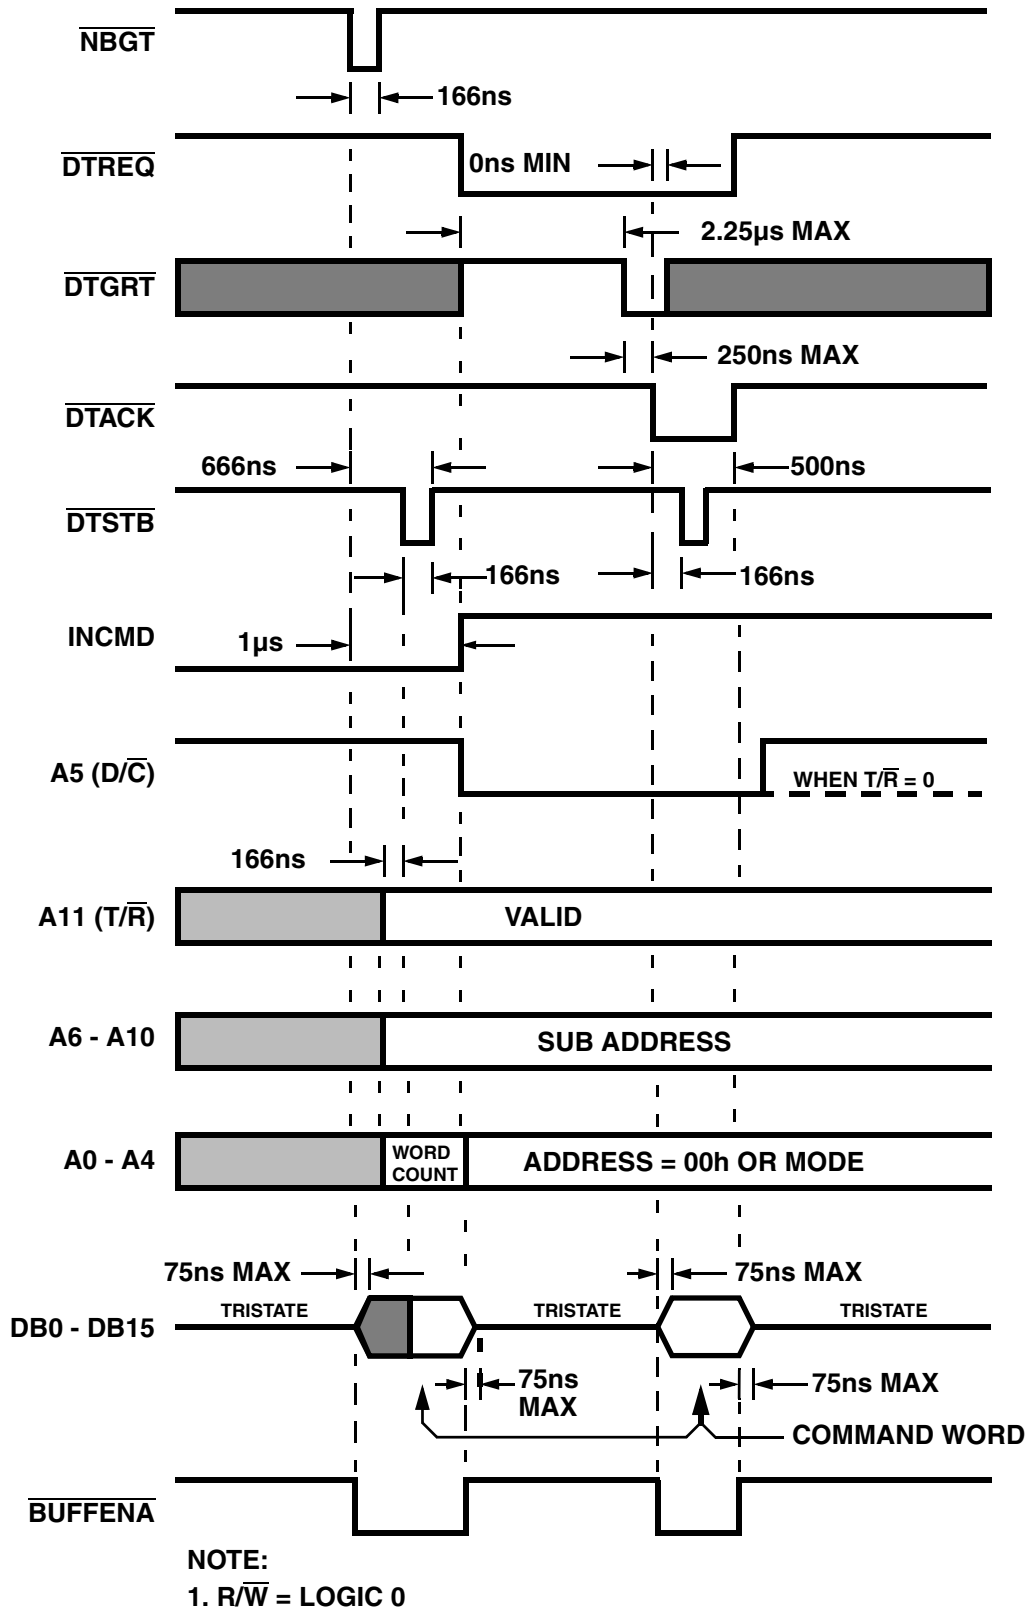 NBGT
166ns
DTREQ
0ns MIN
2.25µs MAX
DTGRT
250ns MAX
DTACK
666ns
500ns
DTSTB
166ns
166ns
INCMD
1µs
A5 (D/C̅)
WHEN T/R̅ = 0
166ns
A11 (T/R̅)
VALID
A6 - A10
SUB ADDRESS
A0 - A4
WORD
COUNT
ADDRESS = 00h OR MODE
75ns MAX
75ns MAX
TRISTATE
TRISTATE
TRISTATE
DB0 - DB15
75ns
MAX
75ns MAX
COMMAND WORD
BUFFENA
NOTE:
1. R/W̅ = LOGIC 0